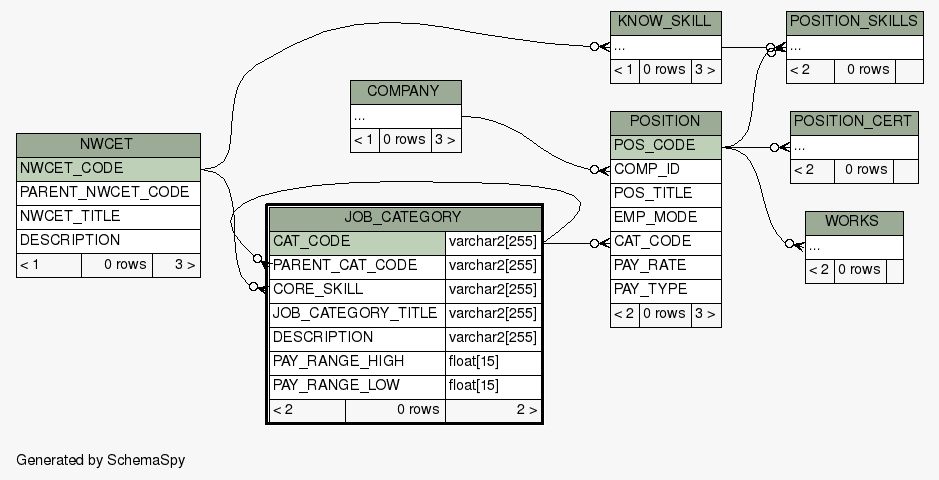 KNOW_SKILL
...
< 1 0 rows 3 >
POSITION_SKILLS
...
< 2 0 rows
COMPANY
...
< 1 0 rows 3 >
NWCET
NWCET_CODE
PARENT_NWCET_CODE
NWCET_TITLE
DESCRIPTION
< 1 0 rows 3 >
POSITION
POS_CODE
COMP_ID
POS_TITLE
EMP_MODE
CAT_CODE
PAY_RATE
PAY_TYPE
< 2 0 rows 3 >
POSITION_CERT
...
< 2 0 rows
JOB_CATEGORY
CAT_CODE varchar2[255]
PARENT_CAT_CODE varchar2[255]
CORE_SKILL varchar2[255]
JOB_CATEGORY_TITLE varchar2[255]
DESCRIPTION varchar2[255]
PAY_RANGE_HIGH float[15]
PAY_RANGE_LOW float[15]
< 2 0 rows 2 >
WORKS
...
< 2 0 rows
Generated by SchemaSpy